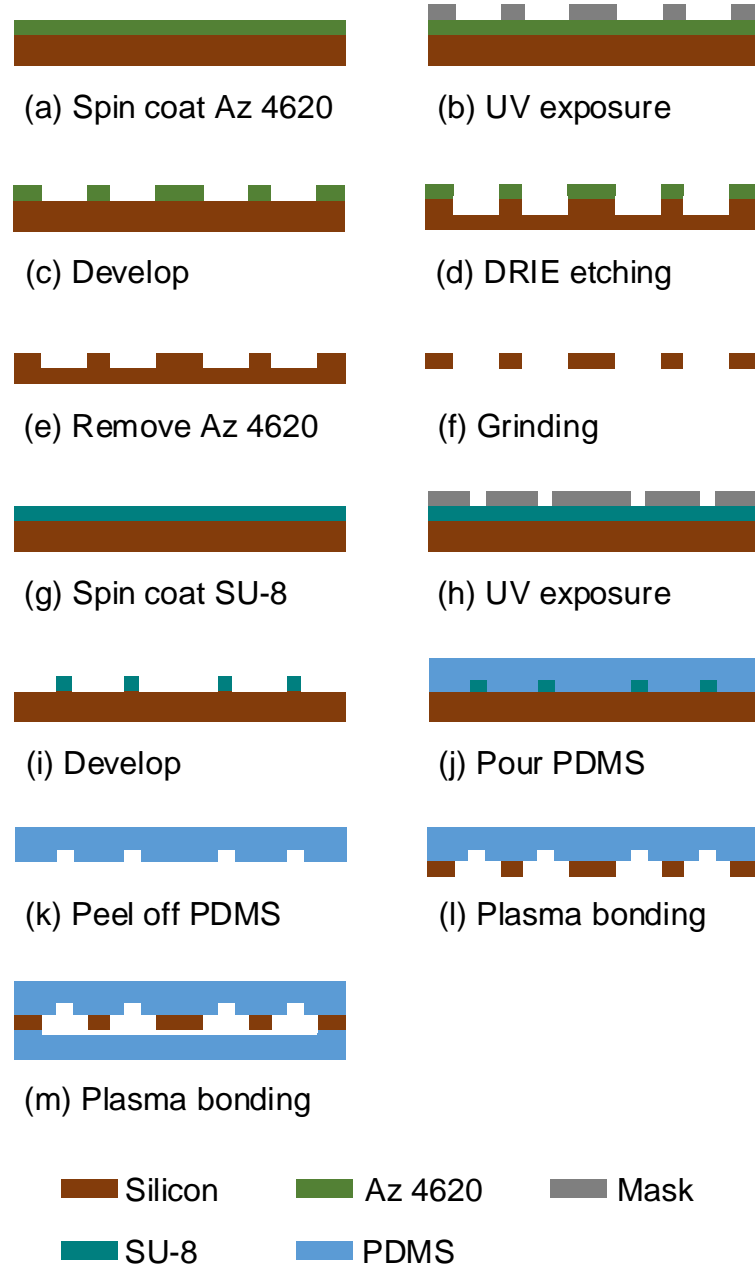 (a) Spin coat Az 4620
(b) UV exposure
(c) Develop
(d) DRIE etching
(e) Remove Az 4620
(f) Grinding
(g) Spin coat SU-8
(h) UV exposure
(i) Develop
(j) Pour PDMS
(k) Peel off PDMS
(l) Plasma bonding
(m) Plasma bonding
Silicon
Az 4620
Mask
SU-8
PDMS